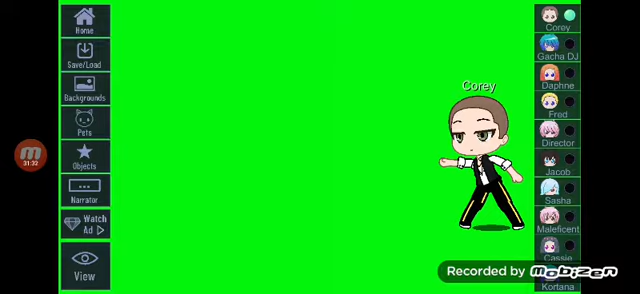 Home
Save/Load
Backgrounds
Pets
Objects
Narrator
Watch
Ad
View
31:32
Corey
Corey
Gacha DJ
Daphne
Fred
Director
Jacob
Sasha
Maleficent
Cassie
Kortana
Recorded by Mobizen